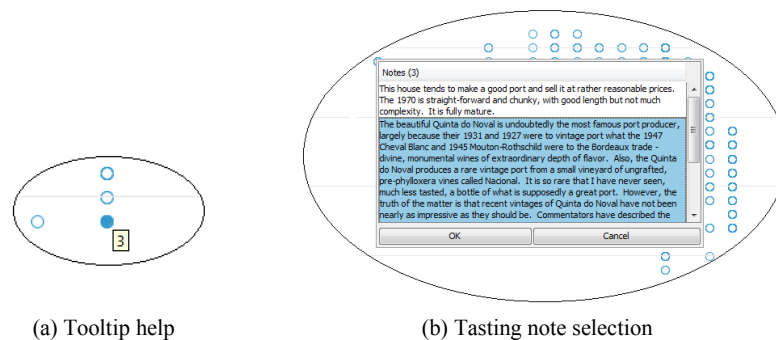 Notes (3)
This house tends to make a good port and sell it at rather reasonable prices.
The 1970 is straight-forward and chunky, with good length but not much
complexity. It is fully mature.
The beautiful Quinta do Noval is undoubtedly the most famous port producer,
largely because their 1931 and 1927 were to vintage port what the 1947
Cheval Blanc and 1945 Mouton-Rothschild were to the Bordeaux trade -
divine, monumental wines of extraordinary depth of flavor. Also, the Quinta
do Noval produces a rare vintage port from a small vineyard of ungrafted,
pre-phylloxera vines called Nacional. It is so rare that I have never seen,
much less tasted, a bottle of what is supposedly a great port. However, the
truth of the matter is that recent vintages of Quinta do Noval have not been
nearly as impressive as they should be. Commentators have described the
OK
Cancel
3
(a) Tooltip help
(b) Tasting note selection